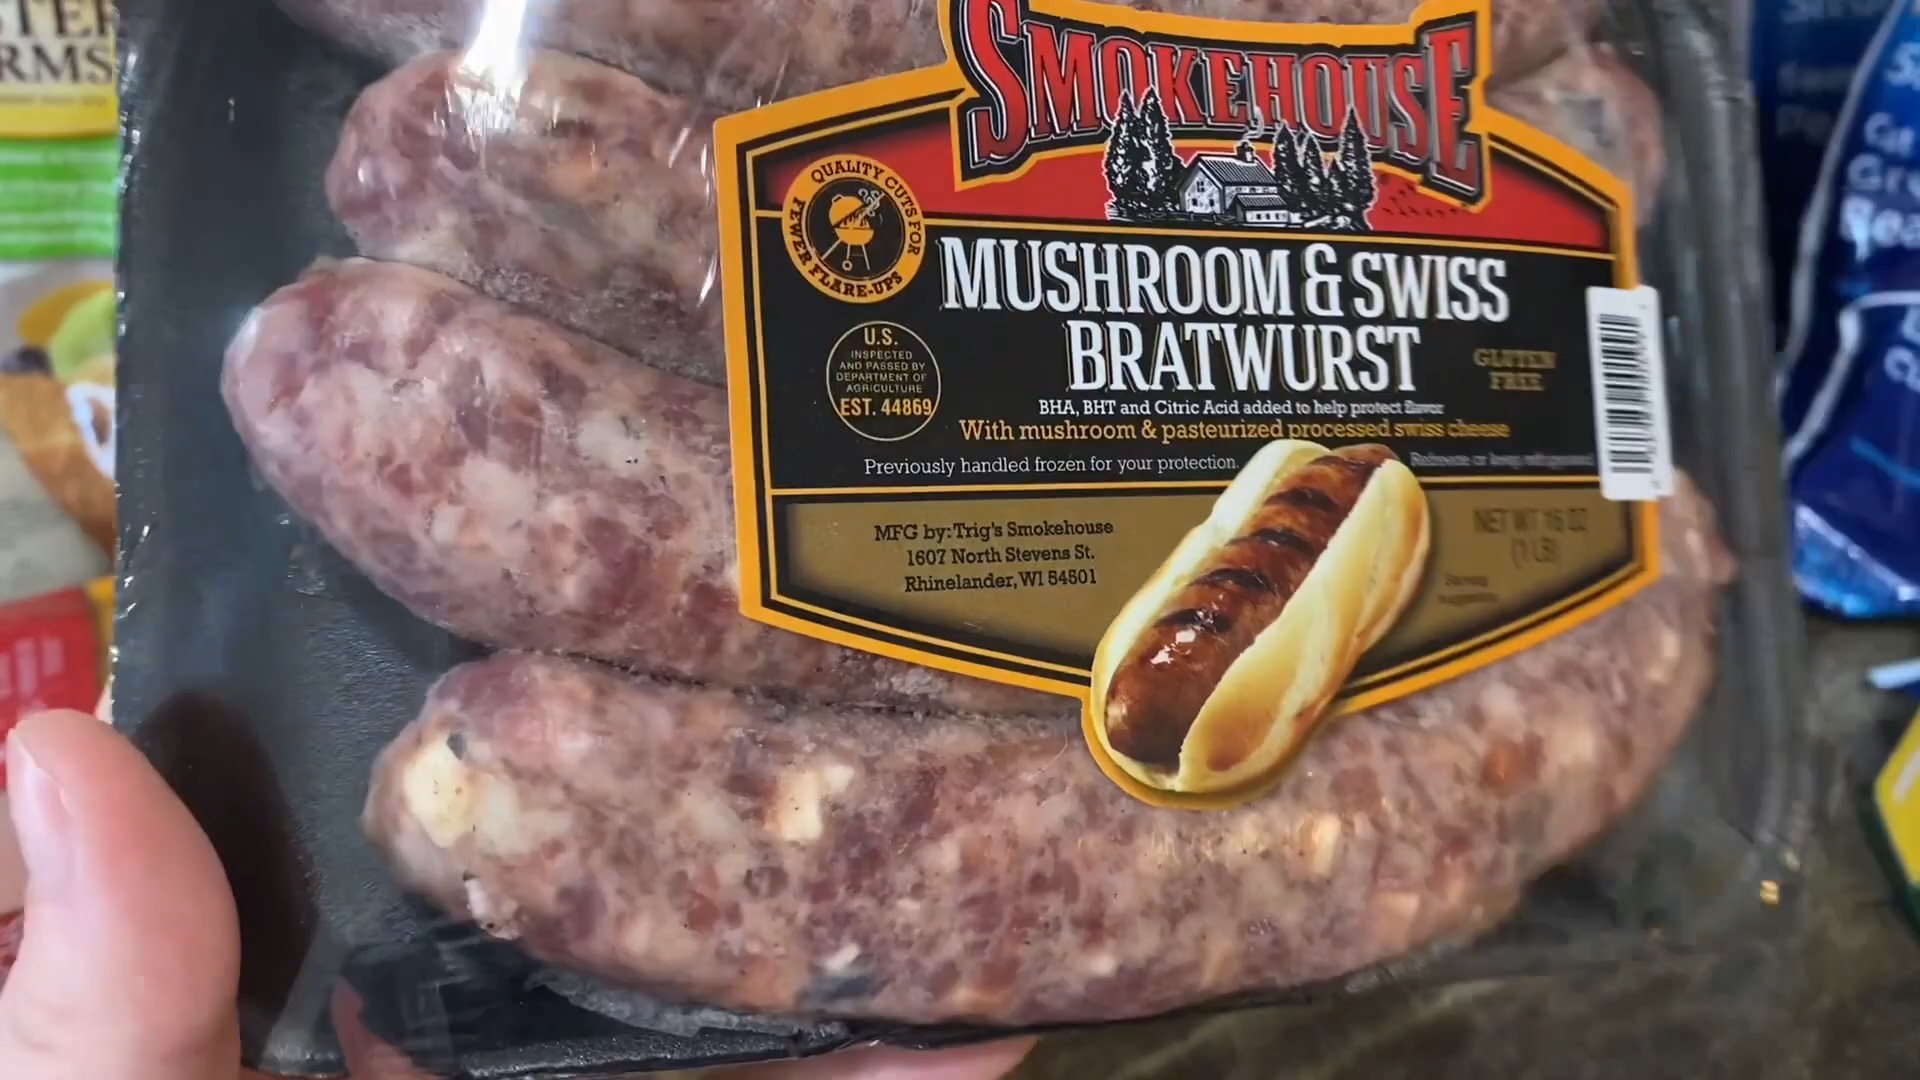 SMOKEHOUSE
QUALITY CUTS FOR
FEWER FLARE-UPS
MUSHROOM & SWISS
BRATWURST
GLUTEN
FREE
U.S.
INSPECTED
AND PASSED BY
DEPARTMENT OF
AGRICULTURE
EST. 44869
BHA, BHT and Citric Acid added to help protect flavor
With mushroom & pasteurized processed swiss cheese
Previously handled frozen for your protection.
MFG by: Trig's Smokehouse
1607 North Stevens St.
Rhinelander, WI 54501
NET WT 16 OZ
(1 LB)
RMS